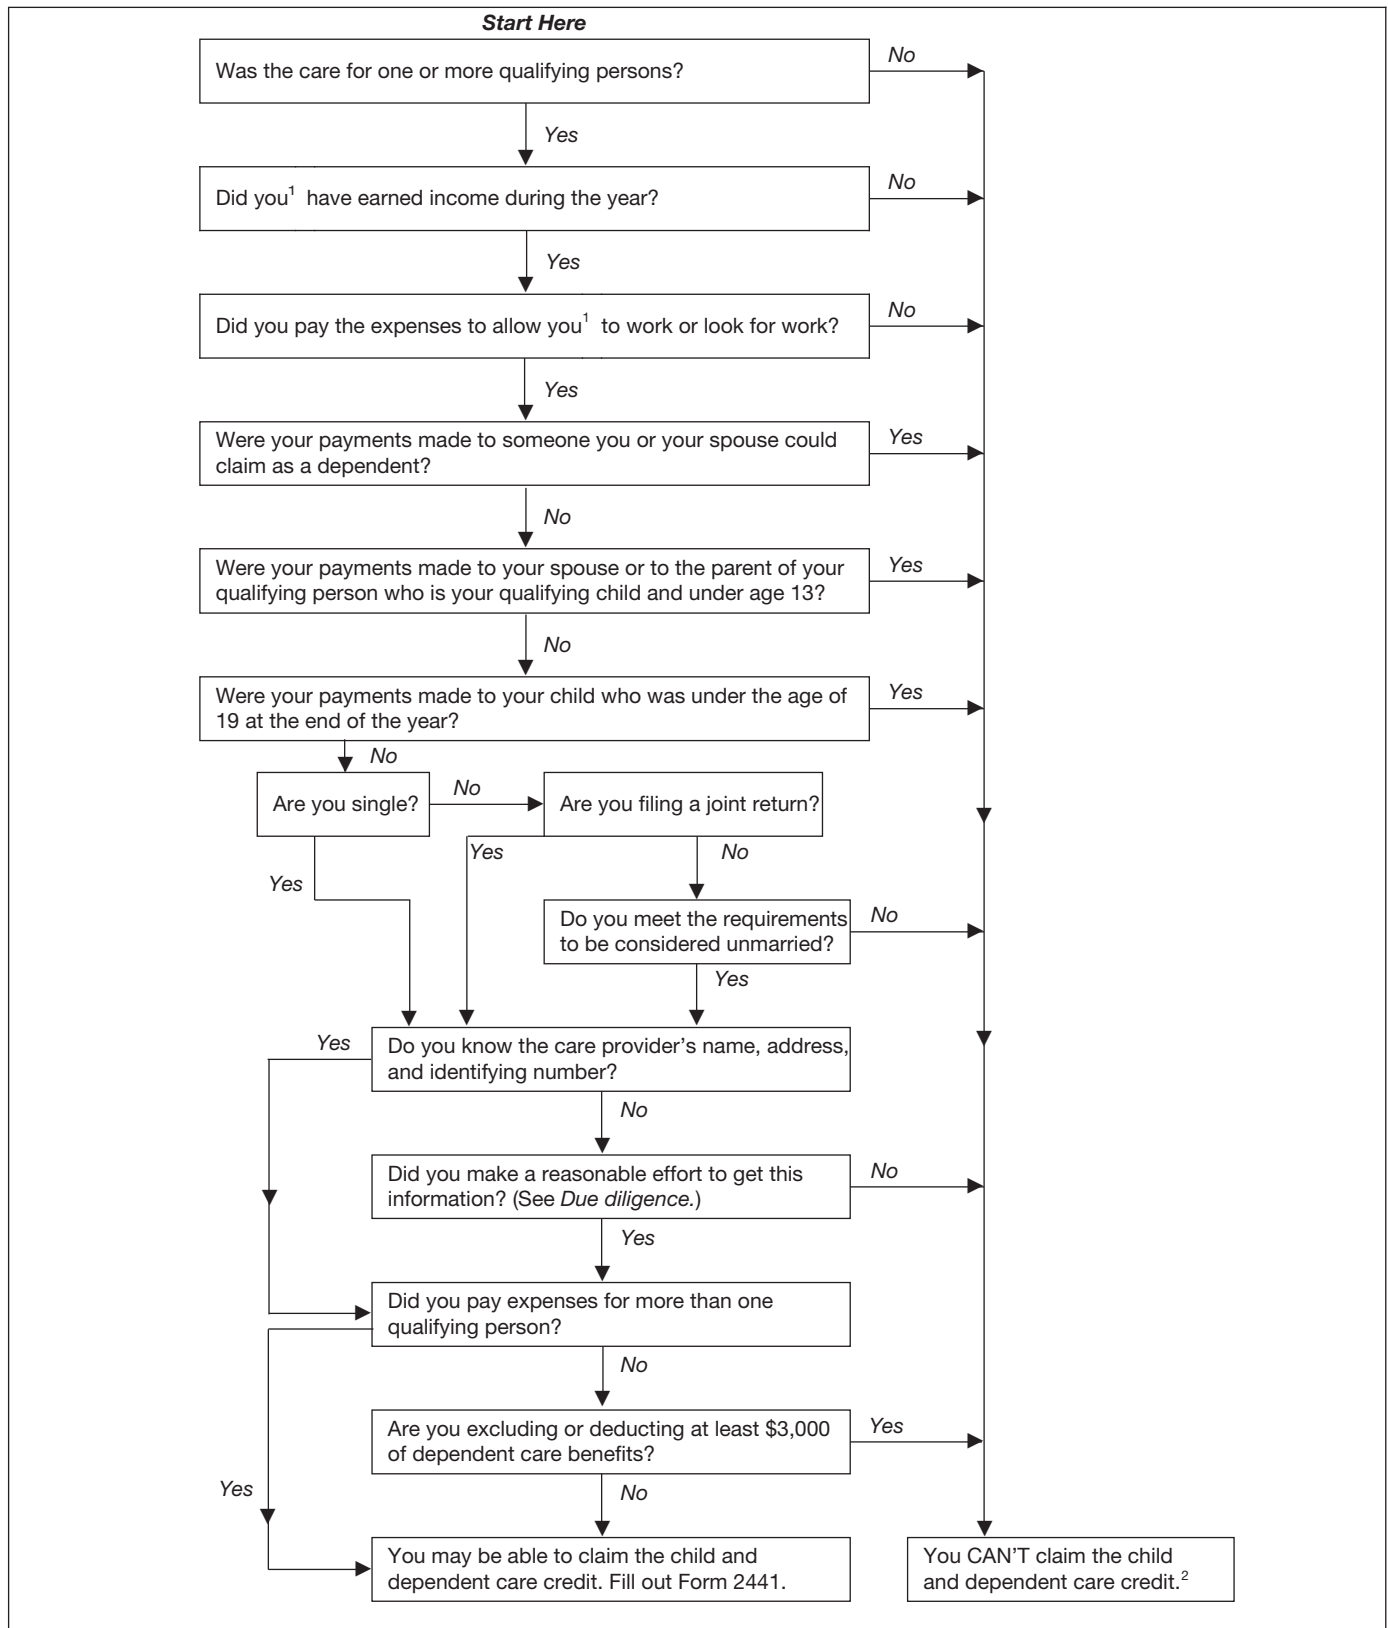 Start Here
Was the care for one or more qualifying persons?
No
Yes
Did you1 have earned income during the year?
No
Yes
Did you pay the expenses to allow you1 to work or look for work?
No
Yes
Were your payments made to someone you or your spouse could
claim as a dependent?
Yes
No
Were your payments made to your spouse or to the parent of your
qualifying person who is your qualifying child and under age 13?
Yes
No
Were your payments made to your child who was under the age of
19 at the end of the year?
Yes
No
Are you single?
No
Are you filing a joint return?
Yes
No
Yes
Do you meet the requirements
to be considered unmarried?
No
Yes
Yes
Do you know the care provider's name, address,
and identifying number?
No
Did you make a reasonable effort to get this
information? (See Due diligence.)
No
Yes
Did you pay expenses for more than one
qualifying person?
No
Are you excluding or deducting at least $3,000
of dependent care benefits?
Yes
Yes
No
You may be able to claim the child and
dependent care credit. Fill out Form 2441.
You CAN'T claim the child
and dependent care credit.2